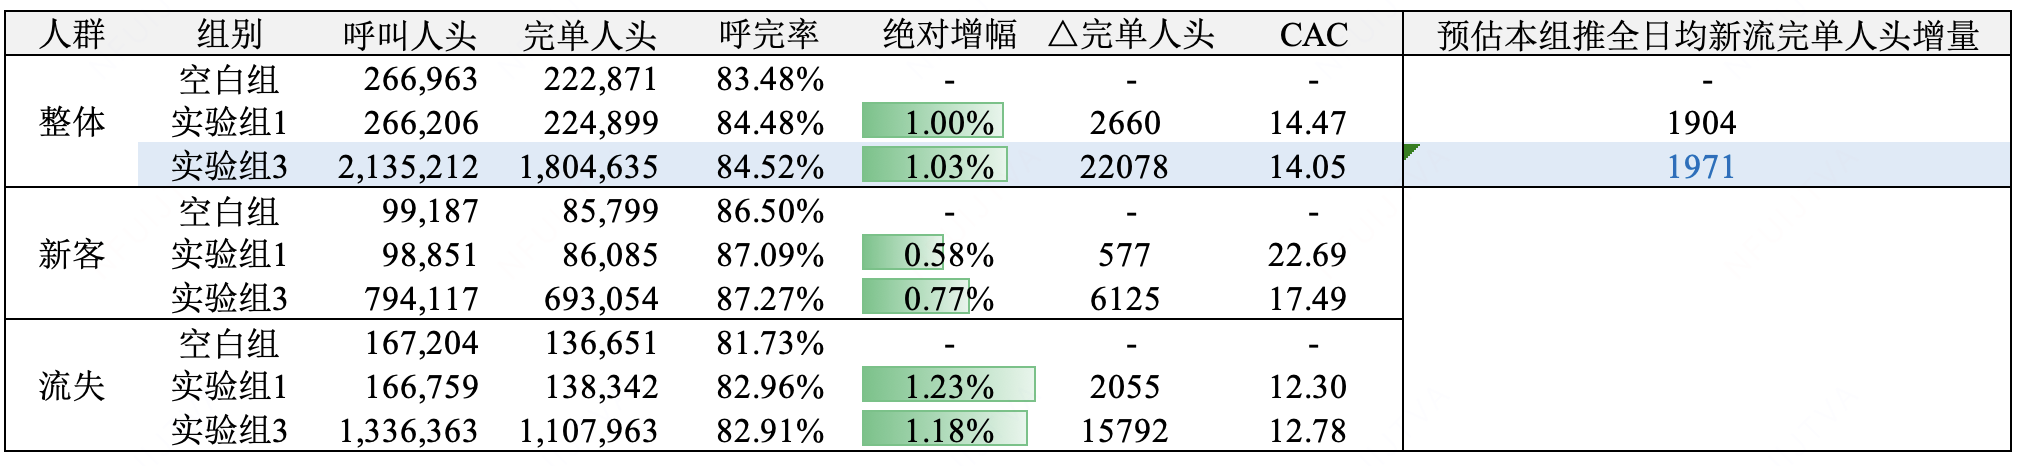 人群 组别 呼叫人头 完单人头 呼完率 绝对增幅 △完单人头 CAC 预估本组推全日均新流完单人头增量
空白组 266,963 222,871 83.48% - - - -
整体 实验组1 266,206 224,899 84.48% 1.00% 2660 14.47 1904
实验组3 2,135,212 1,804,635 84.52% 1.03% 22078 14.05 1971
空白组 99,187 85,799 86.50% - - -
新客 实验组1 98,851 86,085 87.09% 0.58% 577 22.69
实验组3 794,117 693,054 87.27% 0.77% 6125 17.49
空白组 167,204 136,651 81.73% - - -
流失 实验组1 166,759 138,342 82.96% 1.23% 2055 12.30
实验组3 1,336,363 1,107,963 82.91% 1.18% 15792 12.78